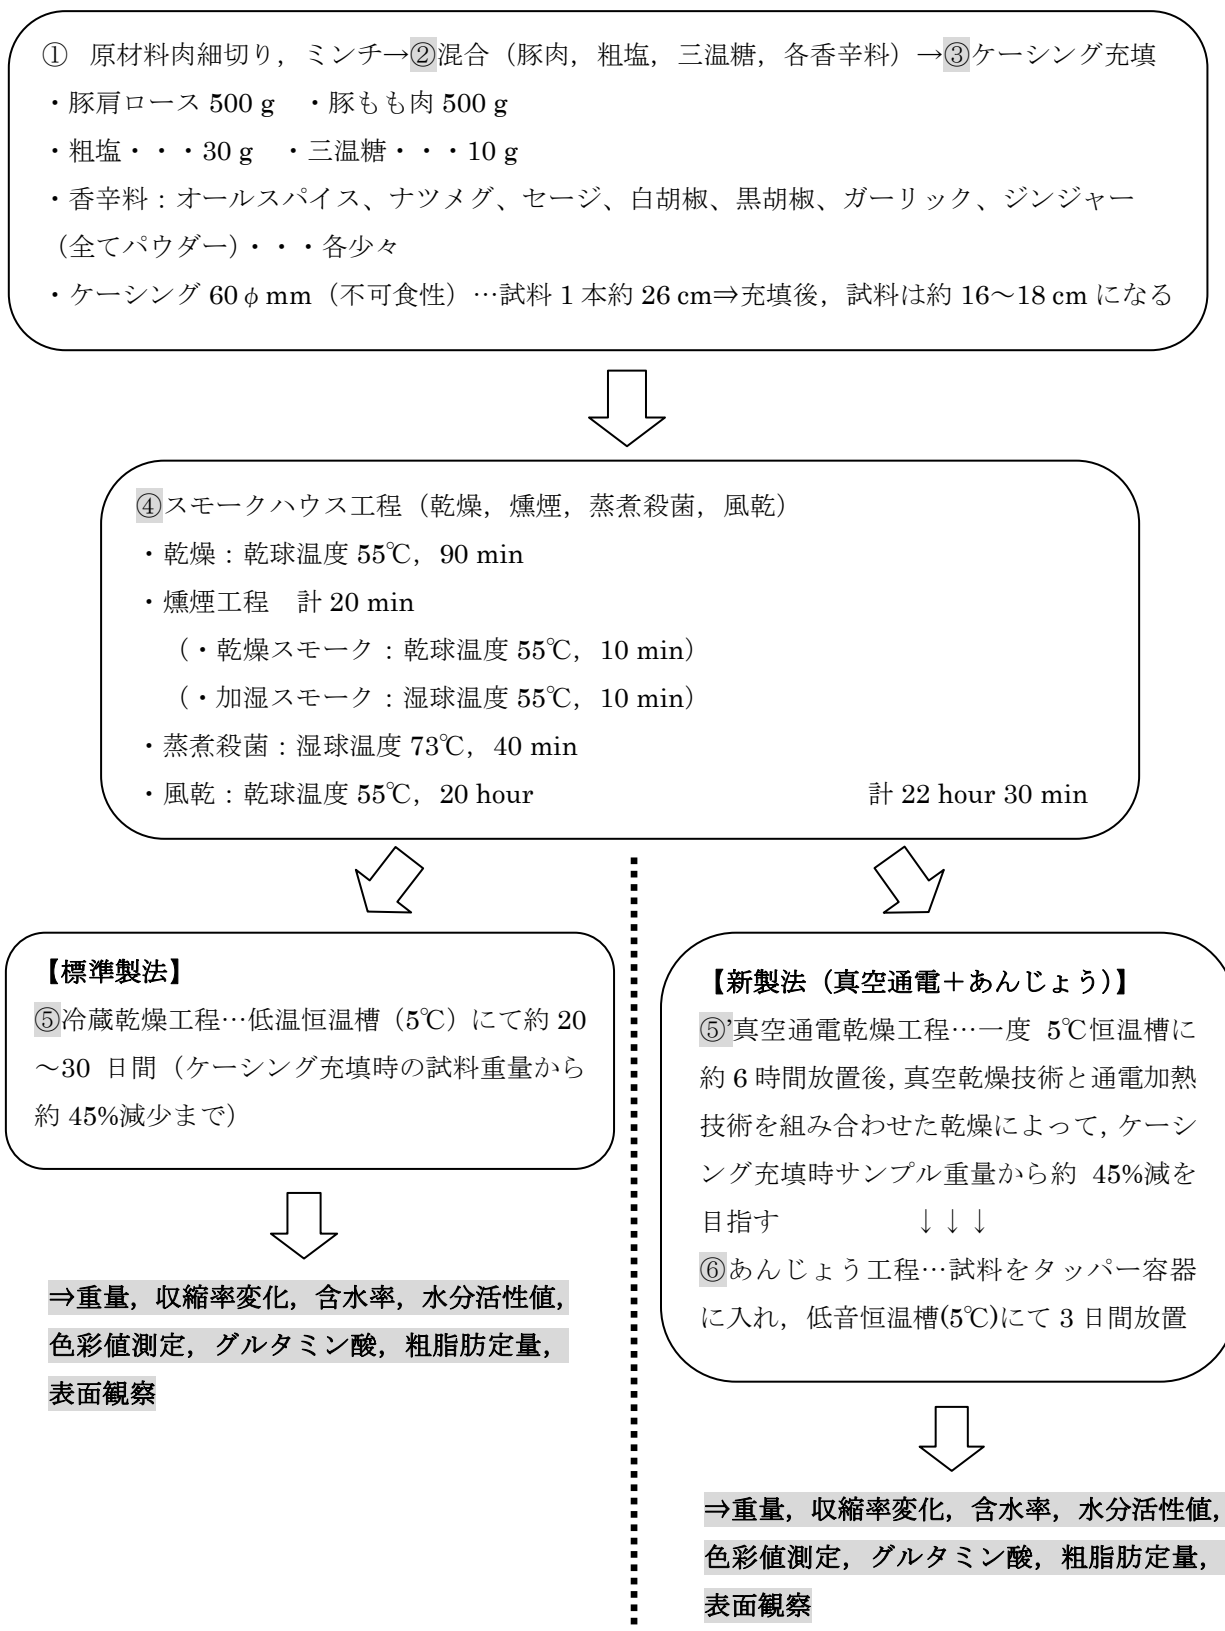 ① 原材料肉細切り，ミンチ→②混合（豚肉，粗塩，三温糖，各香辛料）→③ケーシング充填
・豚肩ロース 500 g ・豚もも肉 500 g
・粗塩・・・30 g ・三温糖・・・10 g
・香辛料：オールスパイス、ナツメグ、セージ、白胡椒、黒胡椒、ガーリック、ジンジャー
（全てパウダー）・・・各少々
・ケーシング 60φmm（不可食性）…試料 1 本約 26 cm⇒充填後，試料は約 16～18 cm になる
④スモークハウス工程（乾燥，燻煙，蒸煮殺菌，風乾）
・乾燥：乾球温度 55℃，90 min
・燻煙工程 計 20 min
（・乾燥スモーク：乾球温度 55℃，10 min）
（・加湿スモーク：湿球温度 55℃，10 min）
・蒸煮殺菌：湿球温度 73℃，40 min
・風乾：乾球温度 55℃，20 hour 計 22 hour 30 min
【標準製法】
⑤冷蔵乾燥工程…低温恒温槽（5℃）にて約 20
～30 日間（ケーシング充填時の試料重量から
約 45%減少まで）
⇒重量，収縮率変化，含水率，水分活性値，
色彩値測定，グルタミン酸，粗脂肪定量，
表面観察
【新製法（真空通電＋あんじょう）】
⑤’真空通電乾燥工程…一度 5℃恒温槽に
約 6 時間放置後，真空乾燥技術と通電加熱
技術を組み合わせた乾燥によって，ケーシ
ング充填時サンプル重量から約 45%減を
目指す ↓↓↓
⑥あんじょう工程…試料をタッパー容器
に入れ，低音恒温槽(5℃)にて 3 日間放置
⇒重量，収縮率変化，含水率，水分活性値，
色彩値測定，グルタミン酸，粗脂肪定量，
表面観察